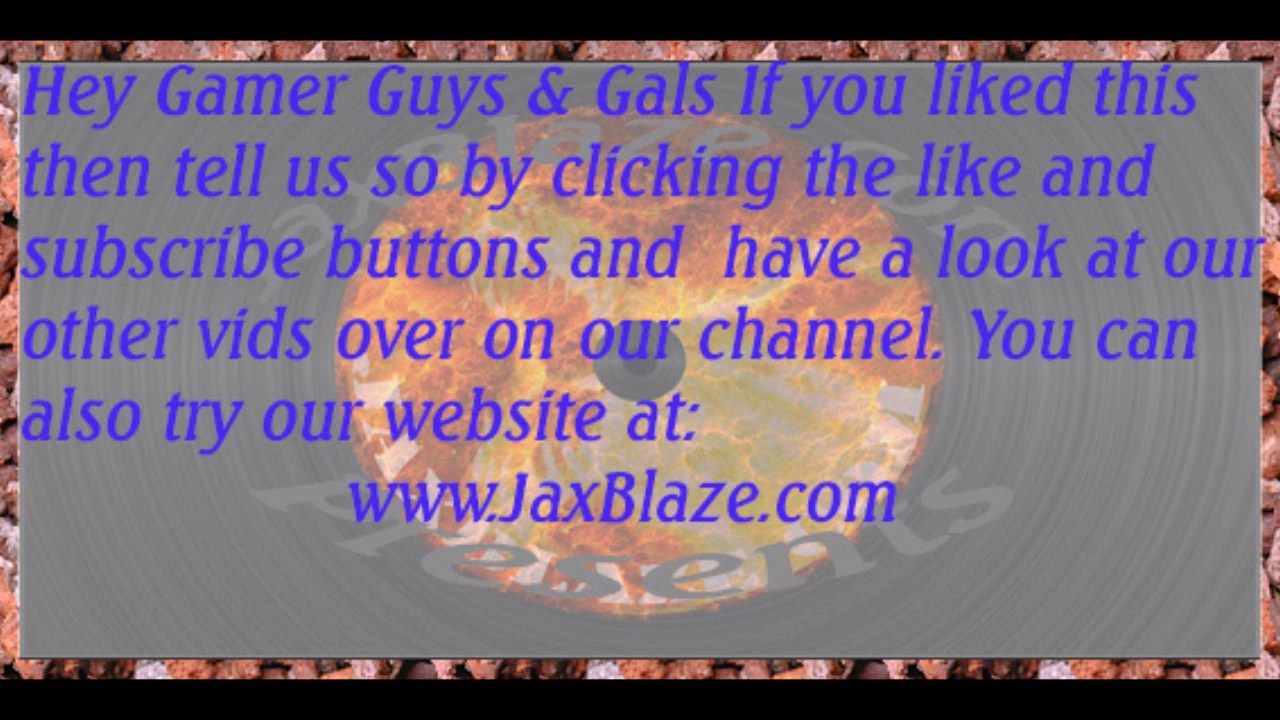 Hey Gamer Guys & Gals If you liked this
then tell us so by clicking the like and
subscribe buttons and  have a look at our
other vids over on our channel. You can
also try our website at:
www.JaxBlaze.com
jaxblaze
Presents